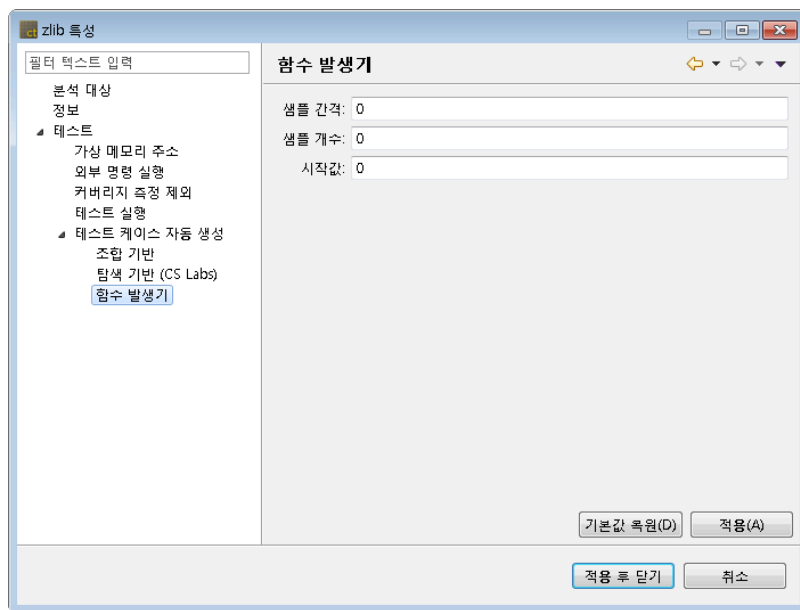 ct zlib 특성
필터 텍스트 입력
분석 대상
정보
테스트
가상 메모리 주소
외부 명령 실행
커버리지 측정 제외
테스트 실행
테스트 케이스 자동 생성
조합 기반
탐색 기반 (CS Labs)
함수 발생기
함수 발생기
샘플 간격: 0
샘플 개수: 0
시작값: 0
기본값 복원(D) 적용(A)
적용 후 닫기 취소